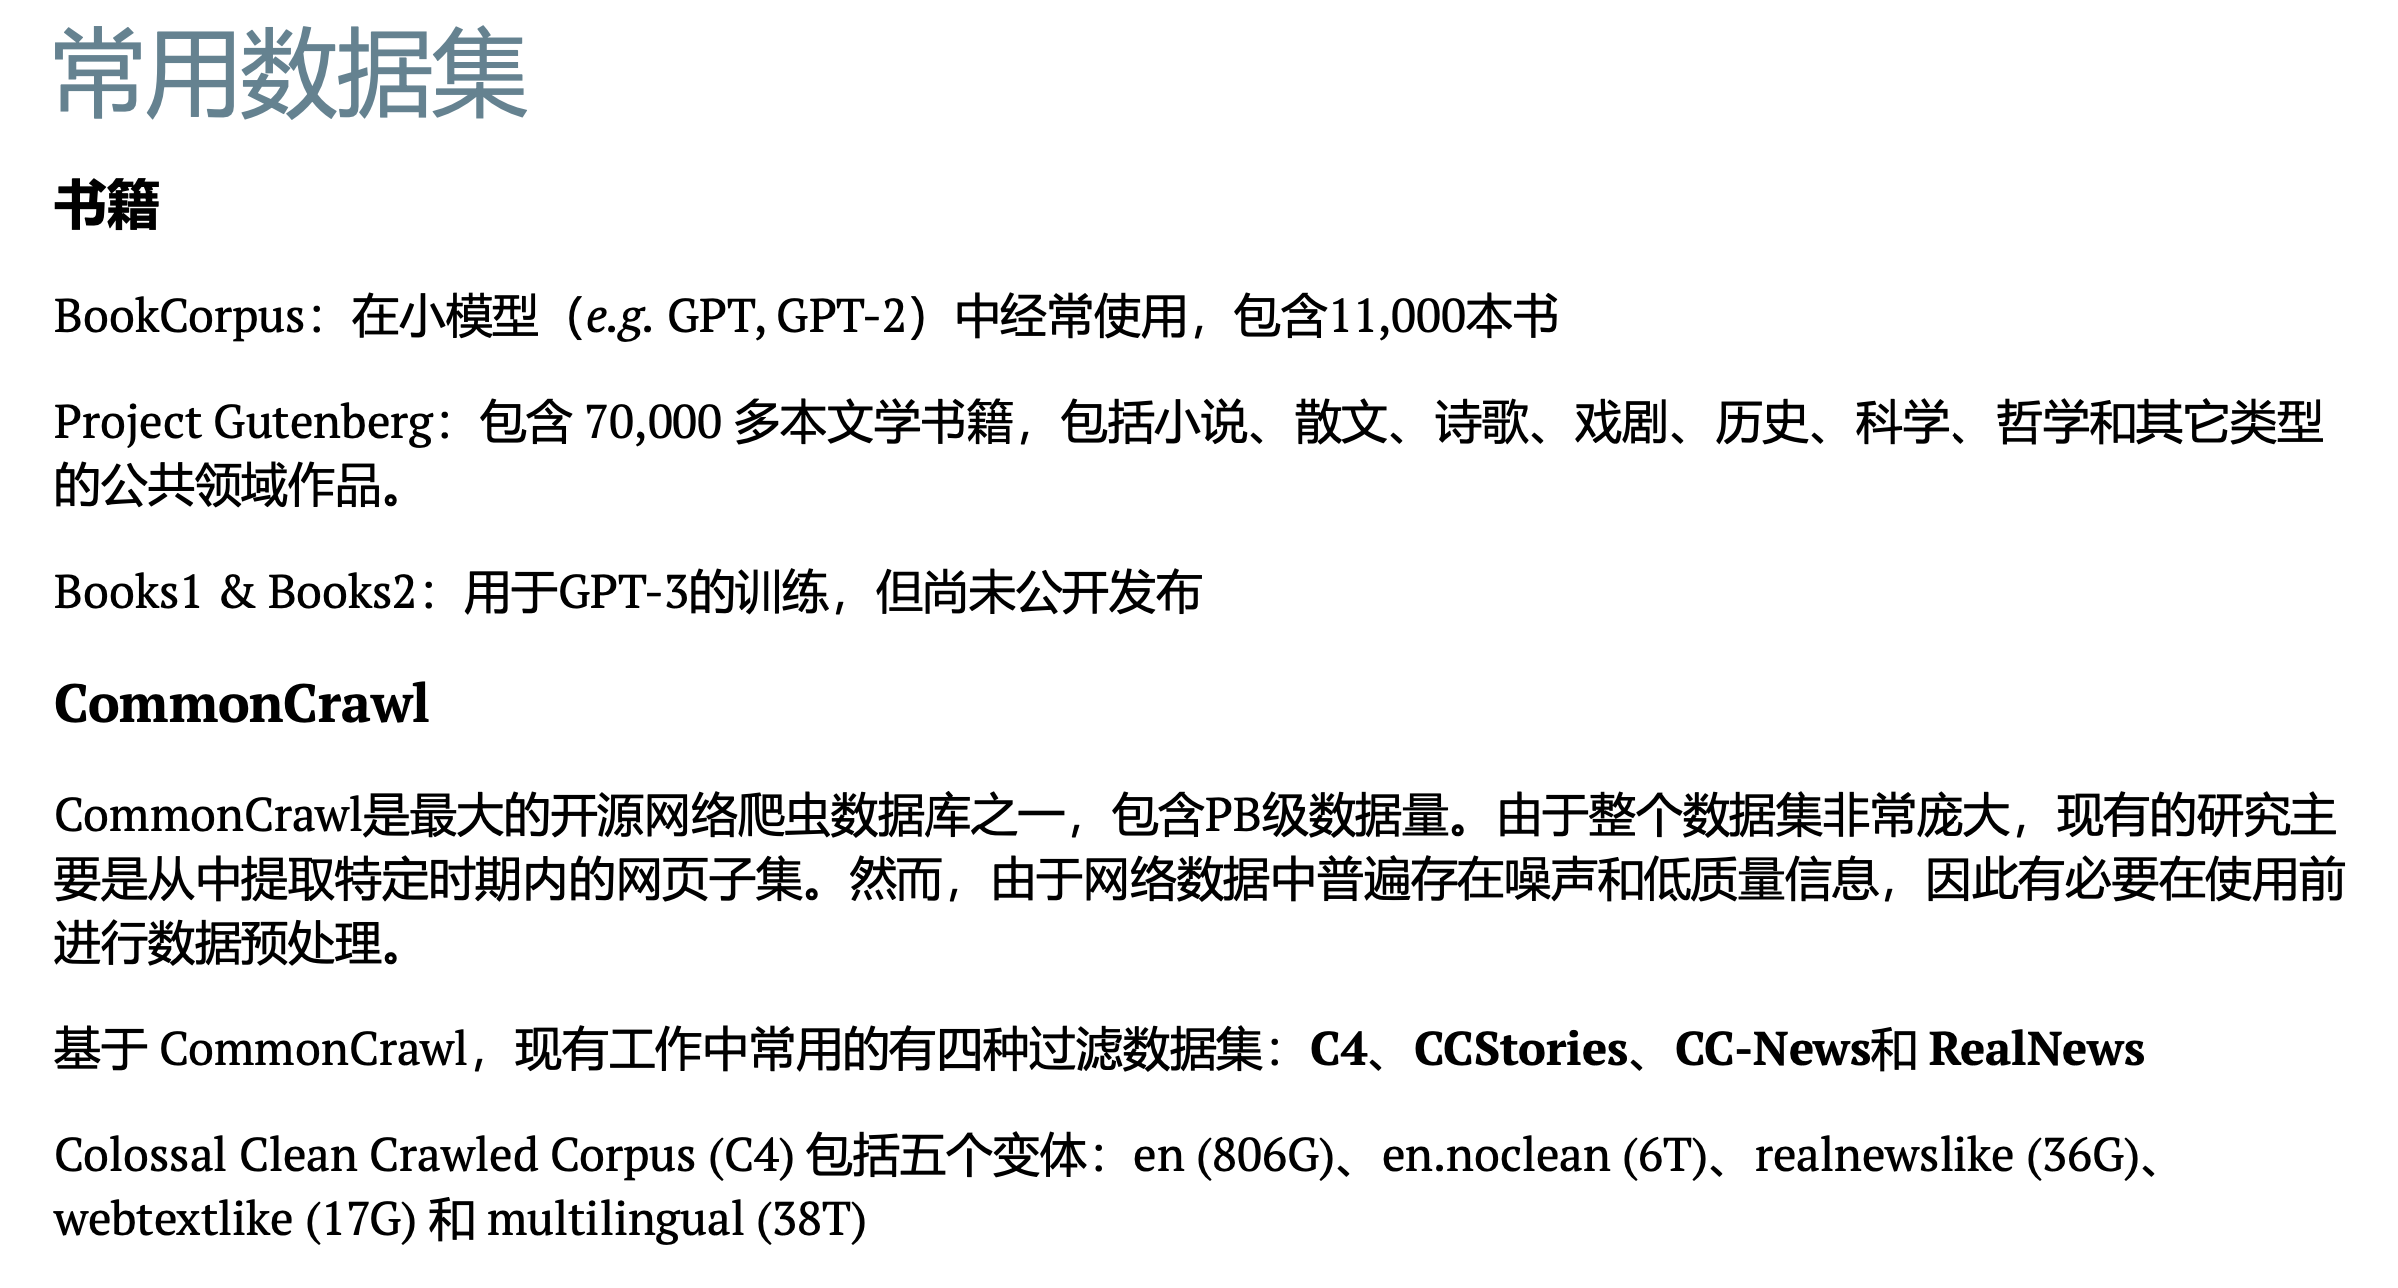 常用数据集
书籍
BookCorpus：在小模型（e.g. GPT, GPT-2）中经常使用，包含11,000本书
Project Gutenberg：包含 70,000 多本文学书籍，包括小说、散文、诗歌、戏剧、历史、科学、哲学和其它类型
的公共领域作品。
Books1 & Books2：用于GPT-3的训练，但尚未公开发布
CommonCrawl
CommonCrawl是最大的开源网络爬虫数据库之一，包含PB级数据量。由于整个数据集非常庞大，现有的研究主
要是从中提取特定时期内的网页子集。然而，由于网络数据中普遍存在噪声和低质量信息，因此有必要在使用前
进行数据预处理。
基于 CommonCrawl，现有工作中常用的有四种过滤数据集：C4、CCStories、CC-News和 RealNews
Colossal Clean Crawled Corpus (C4) 包括五个变体：en (806G)、en.noclean (6T)、realnewslike (36G)、
webtextlike (17G) 和 multilingual (38T)